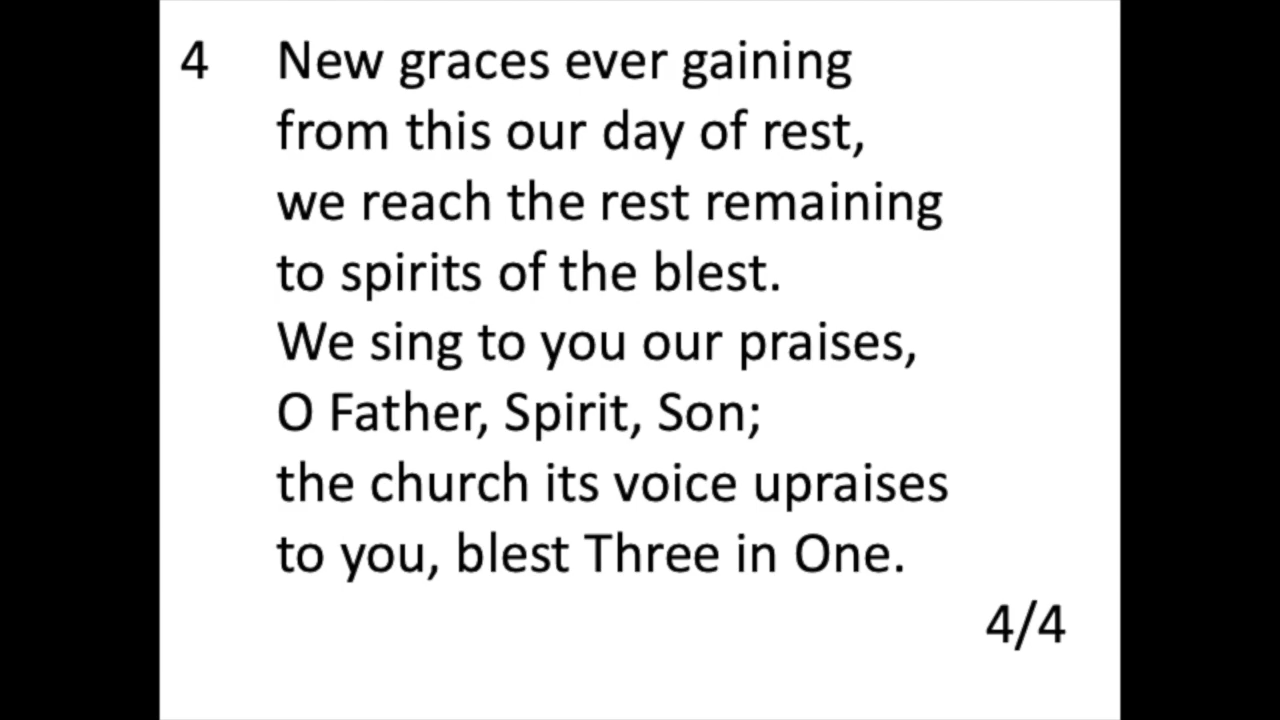 4 New graces ever gaining
from this our day of rest,
we reach the rest remaining
to spirits of the blest.
We sing to you our praises,
O Father, Spirit, Son;
the church its voice upraises
to you, blest Three in One.
4/4